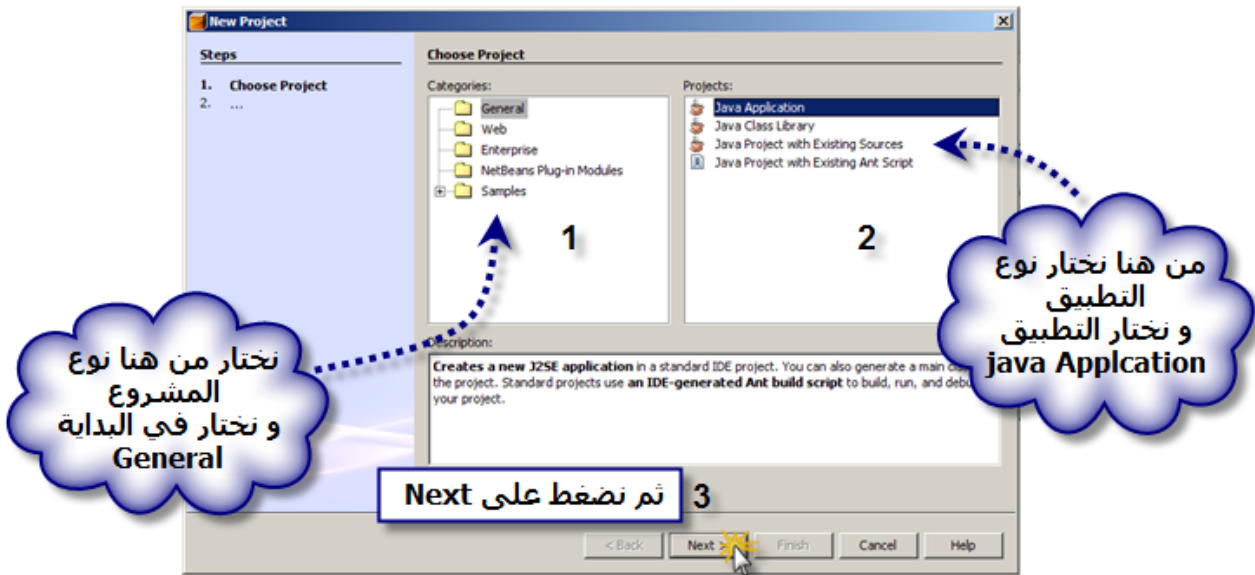 New Project
Steps
1. Choose Project
2. ...
Choose Project
Categories:
General
Web
Enterprise
NetBeans Plug-in Modules
Samples
1
Projects:
Java Application
Java Class Library
Java Project with Existing Sources
Java Project with Existing Ant Script
2
من هنا نختار نوع
التطبيق
و نختار التطبيق
java Applcation
نختار من هنا نوع
المشروع
و نختار في البداية
General
Description:
Creates a new J2SE application in a standard IDE project. You can also generate a main
the project. Standard projects use an IDE-generated Ant build script to build, run, and
your project.
ثم نضغط على Next
3
< Back
Next >
Finish
Cancel
Help